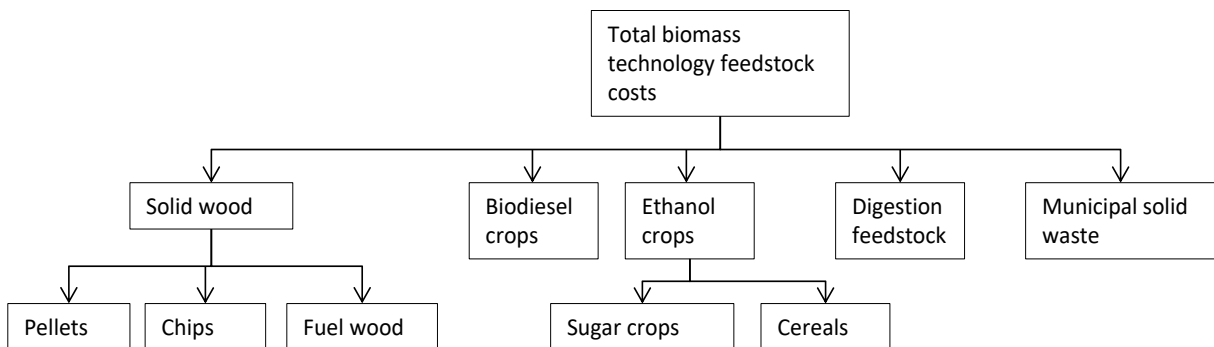 Total biomass
technology feedstock
costs
Solid wood
Biodiesel
crops
Ethanol
crops
Digestion
feedstock
Municipal solid
waste
Pellets
Chips
Fuel wood
Sugar crops
Cereals